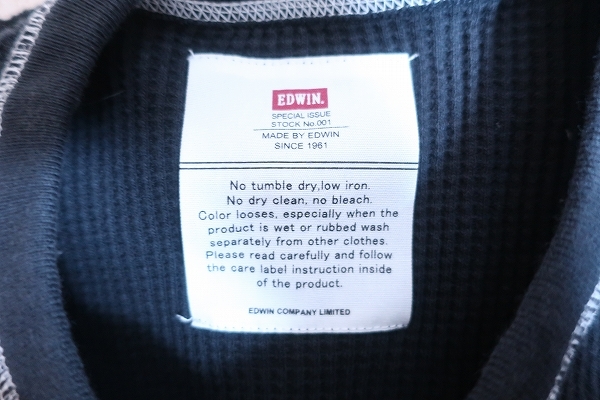 EDWIN.
SPECIAL ISSUE
STOCK No.001
MADE BY EDWIN
SINCE 1961
No tumble dry,low iron.
No dry clean, no bleach.
Color looses, especially when the
product is wet or rubbed wash
separately from other clothes.
Please read carefully and follow
the care label instruction inside
of the product.
EDWIN COMPANY LIMITED